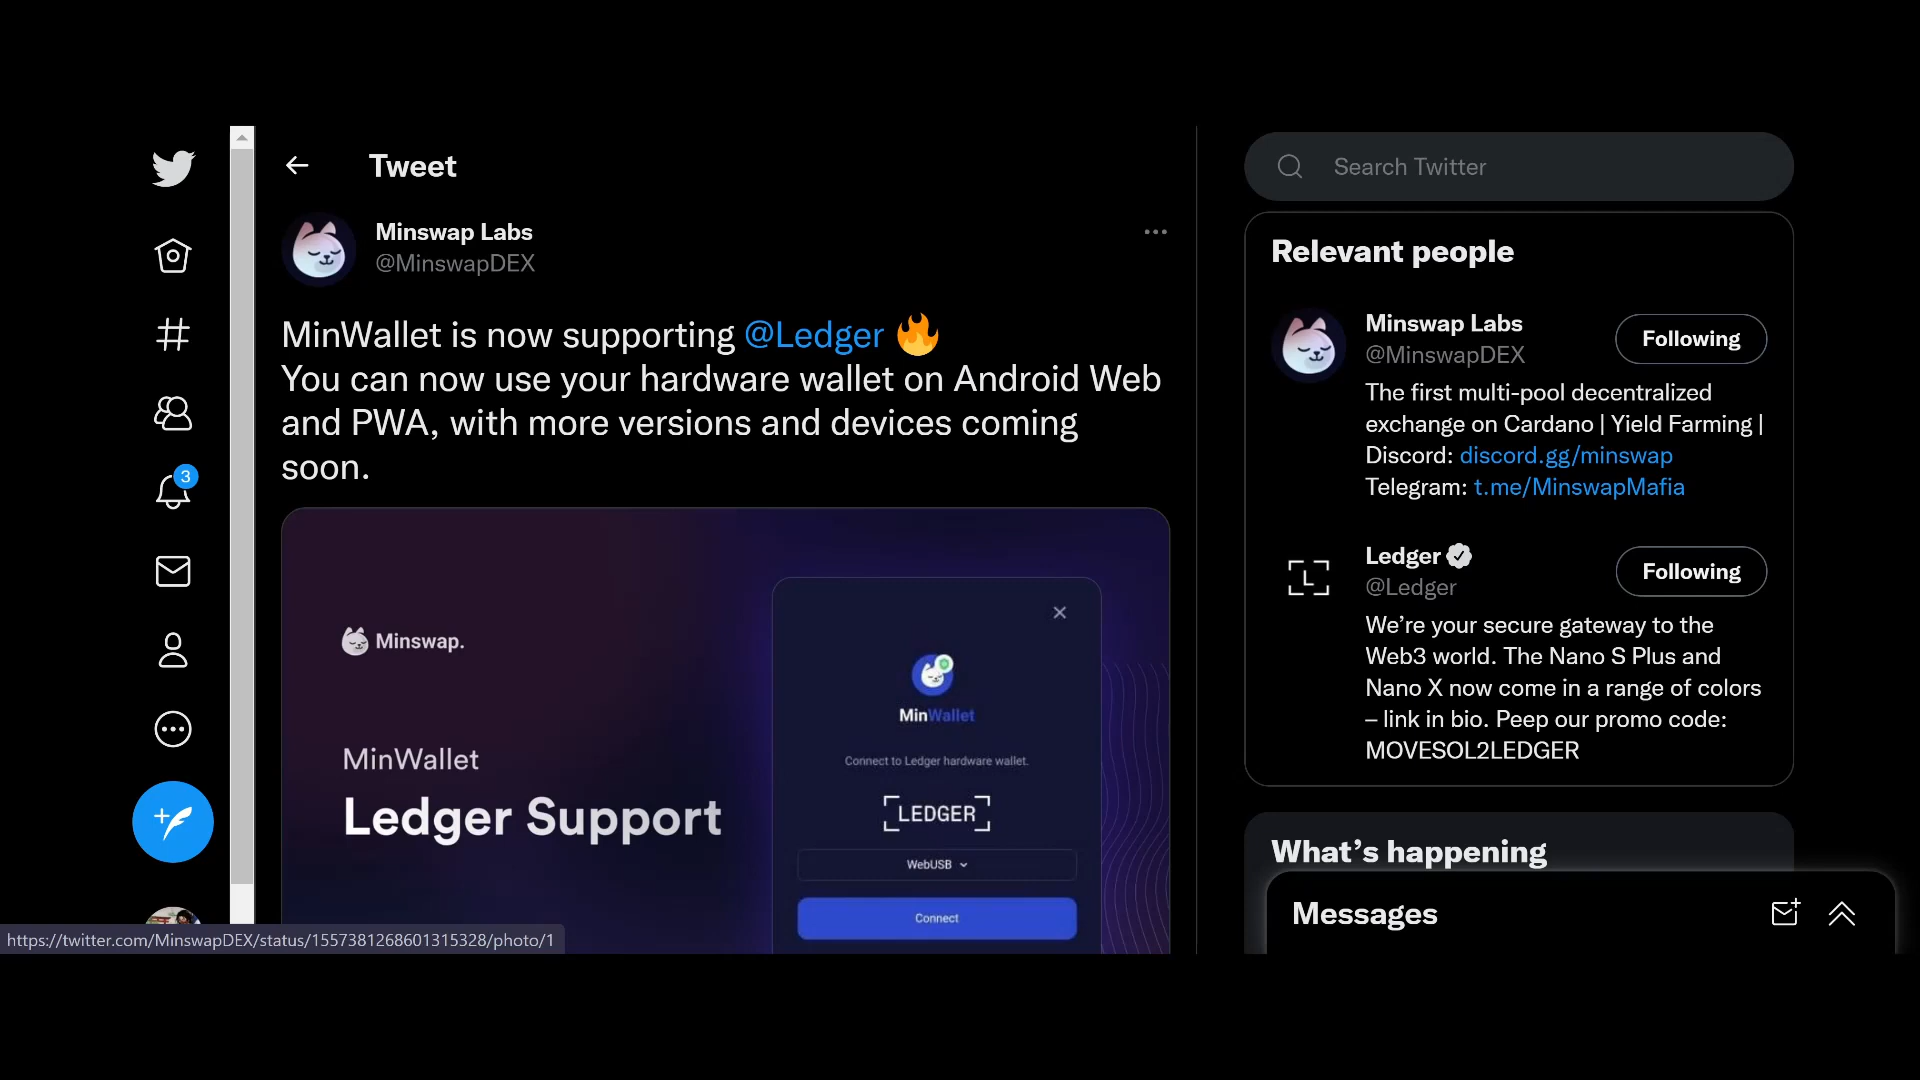 Tweet
Search Twitter
Minswap Labs
@MinswapDEX
MinWallet is now supporting @Ledger 🔥
You can now use your hardware wallet on Android Web
and PWA, with more versions and devices coming
soon.
Minswap.
MinWallet
Ledger Support
MinWallet
Connect to Ledger hardware wallet.
LEDGER
WebUSB
Connect
Relevant people
Minswap Labs
@MinswapDEX
Following
The first multi-pool decentralized
exchange on Cardano | Yield Farming |
Discord: discord.gg/minswap
Telegram: t.me/MinswapMafia
Ledger
@Ledger
Following
We’re your secure gateway to the
Web3 world. The Nano S Plus and
Nano X now come in a range of colors
– link in bio. Peep our promo code:
MOVESOL2LEDGER
What’s happening
Messages
3
https://twitter.com/MinswapDEX/status/1557381268601315328/photo/1